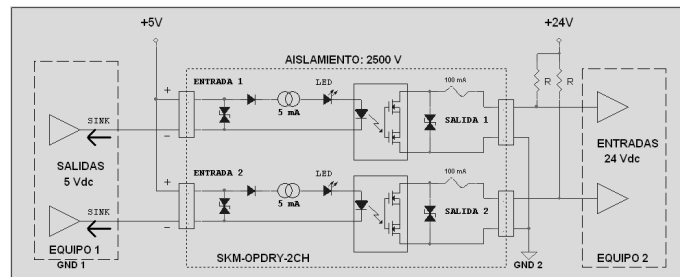 +5V
+24V
AISLAMIENTO: 2500 V
ENTRADA 1
LED
100 mA
R
R
+
SINK
5 mA
SALIDA 1
-
SALIDAS
5 Vdc
ENTRADAS
24 Vdc
ENTRADA 2
LED
100 mA
+
SINK
5 mA
SALIDA 2
-
EQUIPO 1
GND 1
SKM-OPDRY-2CH
GND 2
EQUIPO 2